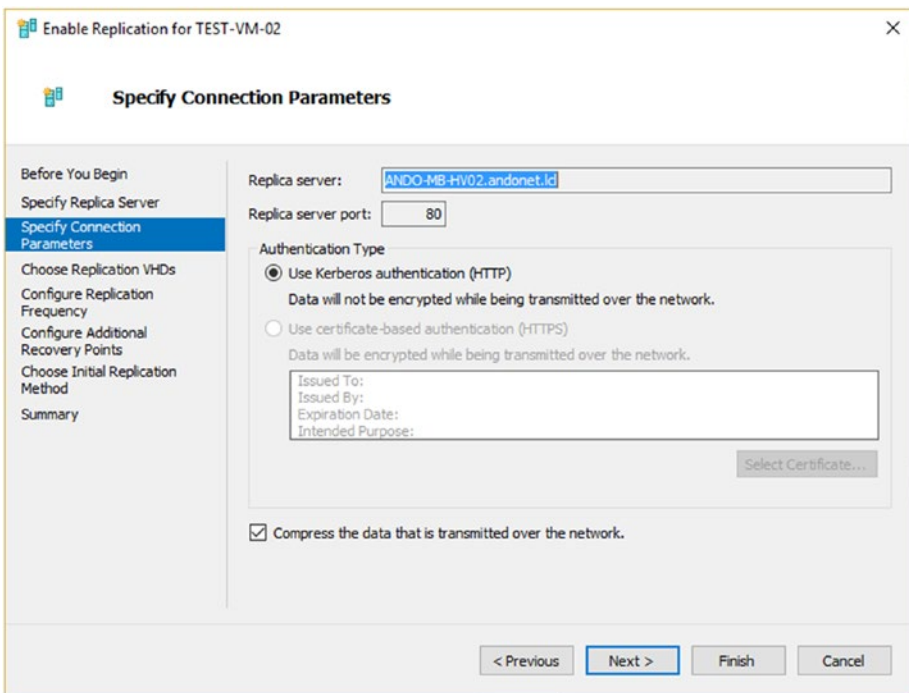 Enable Replication for TEST-VM-02
Specify Connection Parameters
Before You Begin
Specify Replica Server
Specify Connection
Parameters
Choose Replication VHDs
Configure Replication
Frequency
Configure Additional
Recovery Points
Choose Initial Replication
Method
Summary
Replica server: ANDO-MB-HV02.andonet.lcl
Replica server port: 80
Authentication Type
Use Kerberos authentication (HTTP)
Data will not be encrypted while being transmitted over the network.
Use certificate-based authentication (HTTPS)
Data will be encrypted while being transmitted over the network.
Issued To:
Issued By:
Expiration Date:
Intended Purpose:
Select Certificate...
Compress the data that is transmitted over the network.
< Previous
Next >
Finish
Cancel